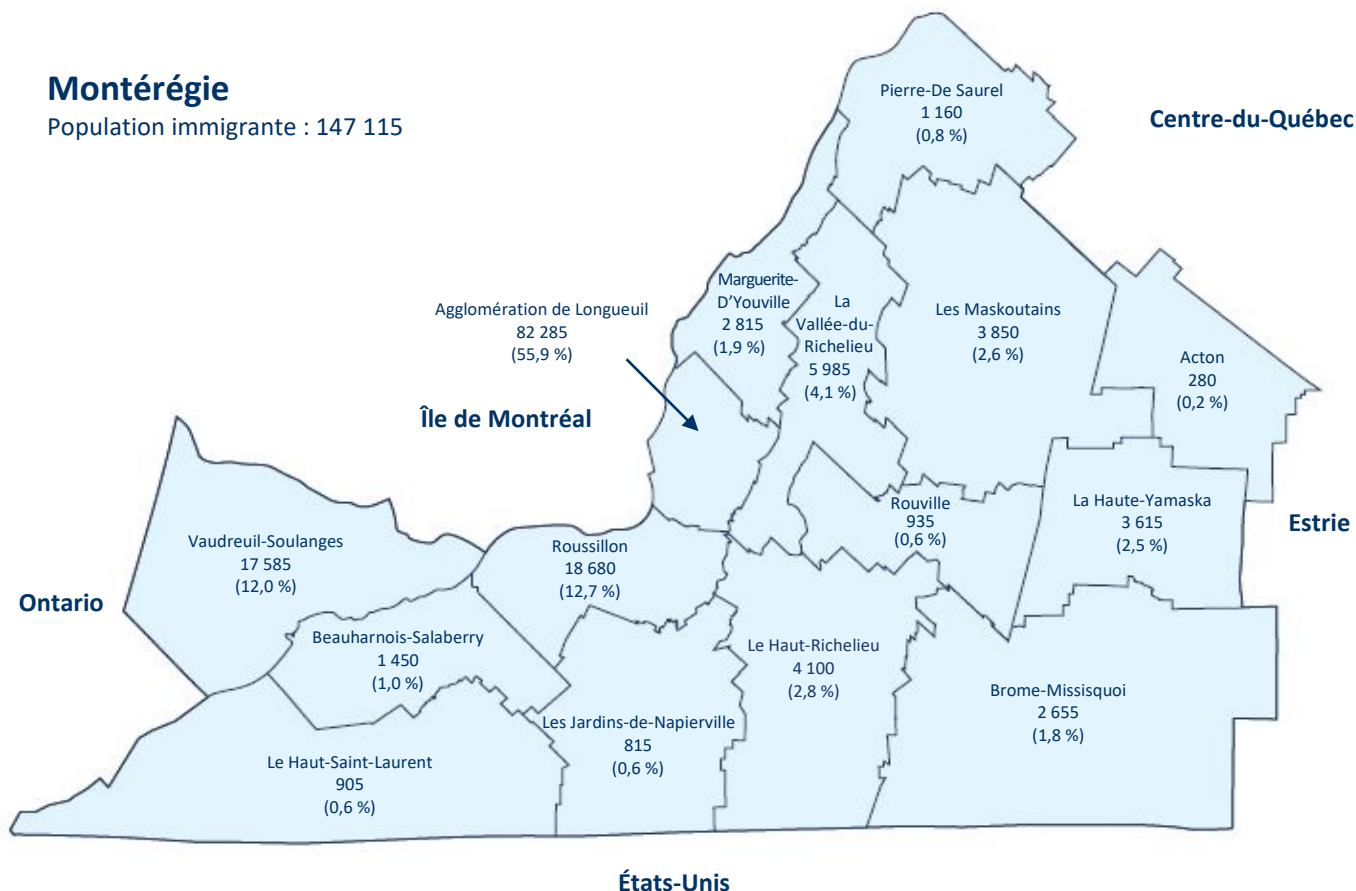 Montérégie
Population immigrante : 147 115
Pierre-De Saurel
1 160
(0,8 %)
Centre-du-Québec
Marguerite-
D'Youville
2 815
(1,9 %)
La
Vallée-du-
Richelieu
5 985
(4,1 %)
Les Maskoutains
3 850
(2,6 %)
Agglomération de Longueuil
82 285
(55,9 %)
Acton
280
(0,2 %)
Île de Montréal
Vaudreuil-Soulanges
17 585
(12,0 %)
Roussillon
18 680
(12,7 %)
Rouville
935
(0,6 %)
La Haute-Yamaska
3 615
(2,5 %)
Estrie
Ontario
Beauharnois-Salaberry
1 450
(1,0 %)
Le Haut-Richelieu
4 100
(2,8 %)
Brome-Missisquoi
2 655
(1,8 %)
Les Jardins-de-Napierville
815
(0,6 %)
Le Haut-Saint-Laurent
905
(0,6 %)
États-Unis